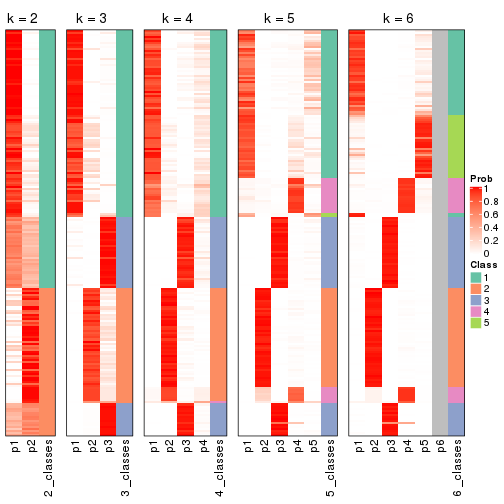 k = 2
k = 3
k = 4
k = 5
k = 6
Prob
1
0.8
0.6
0.4
0.2
0
Class
1
2
3
4
5
p1
p2
2_classes
p1
p2
p3
3_classes
p1
p2
p3
p4
4_classes
p1
p2
p3
p4
p5
5_classes
p1
p2
p3
p4
p5
p6
6_classes